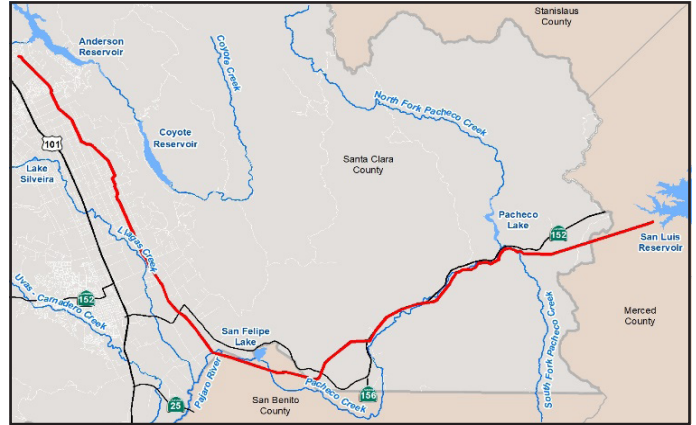 Stanislaus
County
Anderson
Reservoir
Coyote Creek
North Fork Pacheco Creek
Coyote
Reservoir
101
Santa Clara
County
Lake
Silveira
Pacheco
Lake
152
San Luis
Reservoir
Llagas Creek
Uvas - Carnadero Creek
152
Merced
County
South Fork Pacheco Creek
San Felipe
Lake
Pajaro River
Pacheco Creek
156
San Benito
County
25